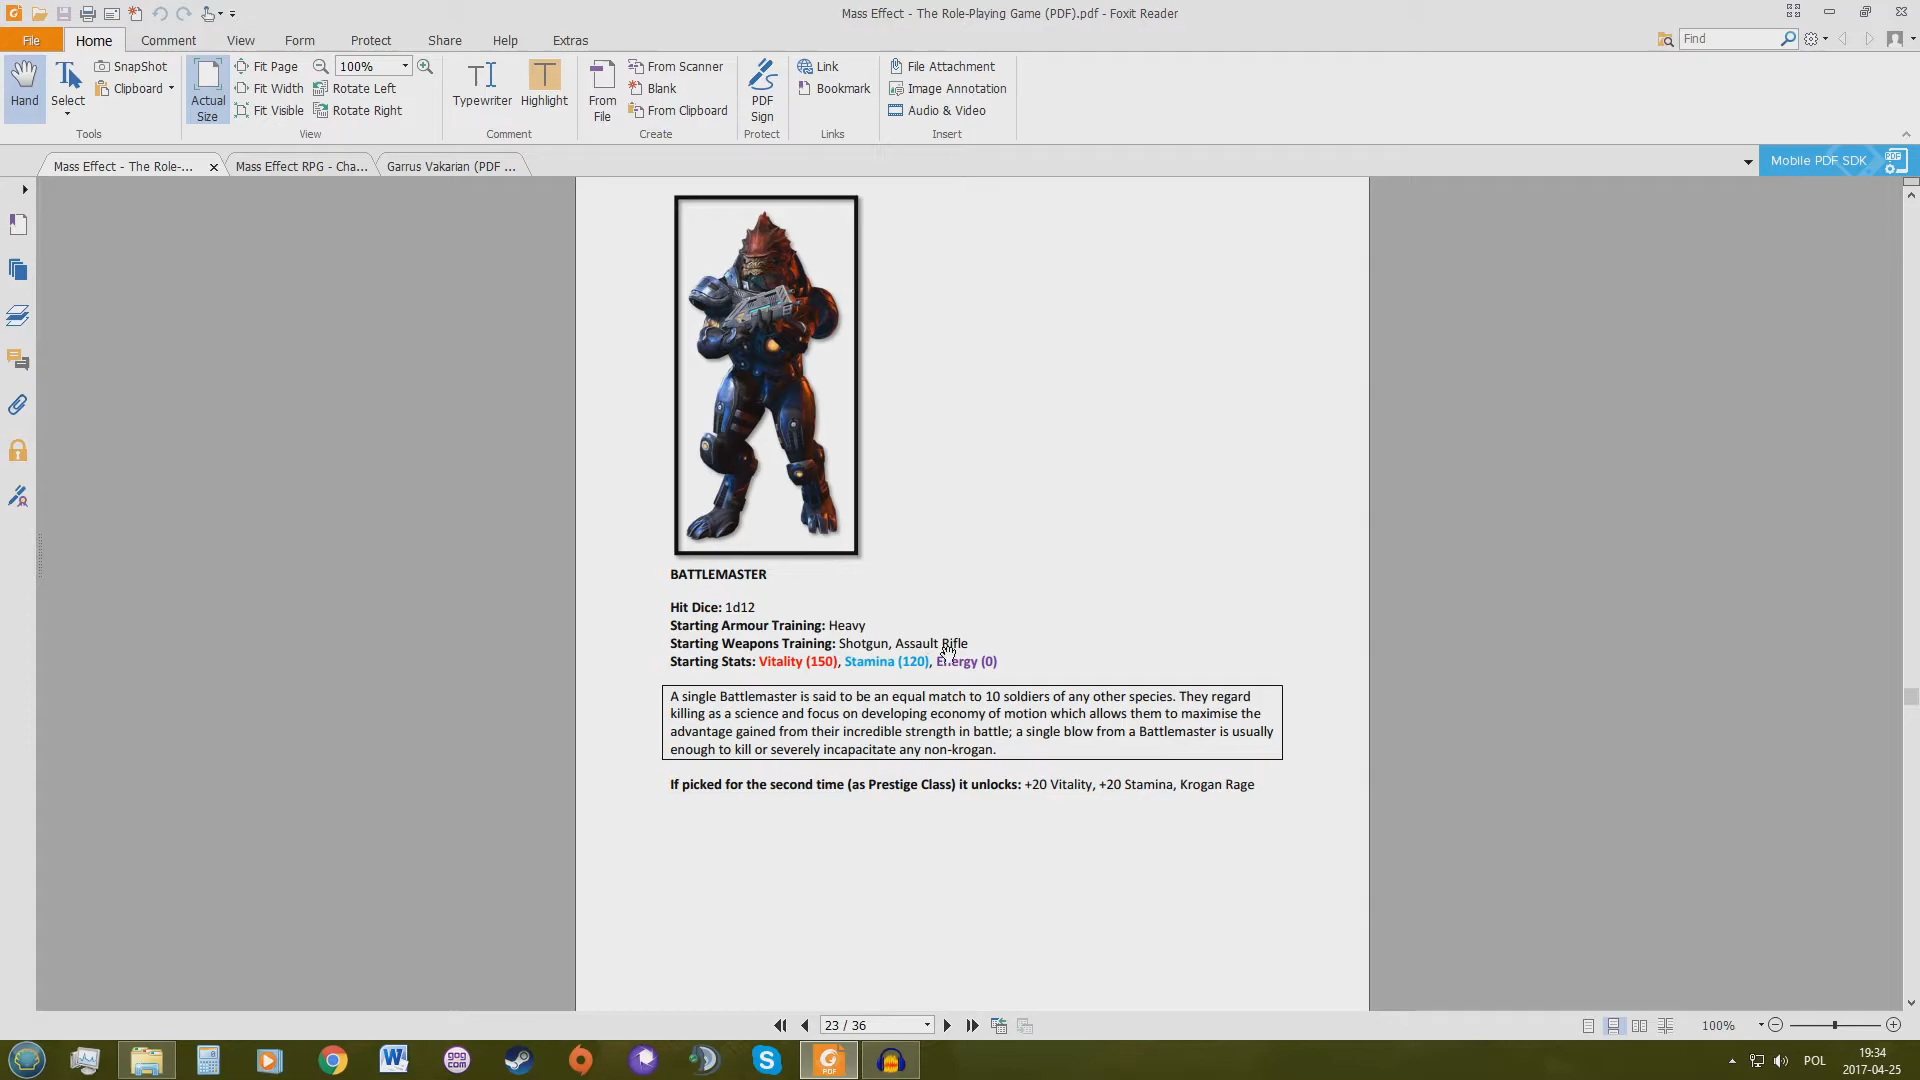 Mass Effect - The Role-Playing Game (PDF).pdf - Foxit Reader
File Home Comment View Form Protect Share Help Extras
Find
Hand
Select
SnapShot
Clipboard
Tools
Actual
Size
Fit Page
Fit Width
Fit Visible
100%
Rotate Left
Rotate Right
View
Typewriter
Highlight
Comment
From
File
From Scanner
Blank
From Clipboard
Create
PDF
Sign
Protect
Link
Bookmark
Links
File Attachment
Image Annotation
Audio & Video
Insert
Mass Effect - The Role-... Mass Effect RPG - Cha... Garrus Vakarian (PDF ...
Mobile PDF SDK
PDF
BATTLEMASTER
Hit Dice: 1d12
Starting Armour Training: Heavy
Starting Weapons Training: Shotgun, Assault Rifle
Starting Stats: Vitality (150), Stamina (120), Energy (0)
A single Battlemaster is said to be an equal match to 10 soldiers of any other species. They regard
killing as a science and focus on developing economy of motion which allows them to maximise the
advantage gained from their incredible strength in battle; a single blow from a Battlemaster is usually
enough to kill or severely incapacitate any non-krogan.
If picked for the second time (as Prestige Class) it unlocks: +20 Vitality, +20 Stamina, Krogan Rage
23 / 36
100%
gog
com
PDF
POL
19:34
2017-04-25